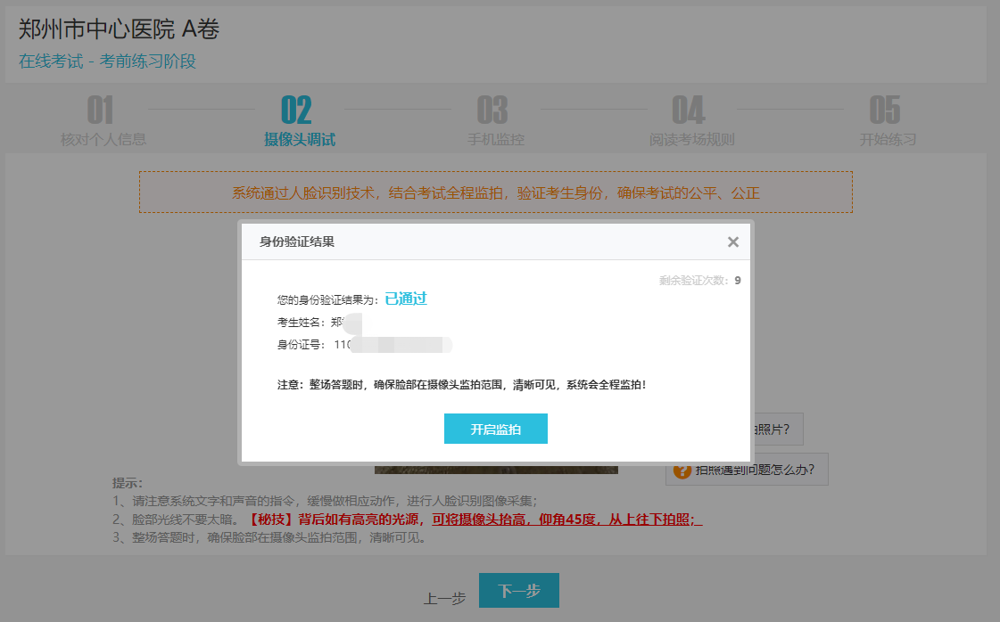 郑州市中心医院 A卷
在线考试 - 考前练习阶段
01 02 03 04 05
核对个人信息 摄像头调试 手机监控 阅读考场规则 开始练习
系统通过人脸识别技术，结合考试全程监拍，验证考生身份，确保考试的公平、公正
身份验证结果
剩余验证次数：9
您的身份验证结果为：已通过
考生姓名：郑
身份证号： 110
注意：整场答题时，确保脸部在摄像头监拍范围，清晰可见，系统会全程监拍！
开启监拍
拍照片？
拍照遇到问题怎么办？
提示：
1、请注意系统文字和声音的指令，缓慢做相应动作，进行人脸识别图像采集；
2、脸部光线不要太暗。【秘技】背后如有高亮的光源，可将摄像头抬高，仰角45度，从上往下拍照；
3、整场答题时，确保脸部在摄像头监拍范围，清晰可见。
上一步 下一步